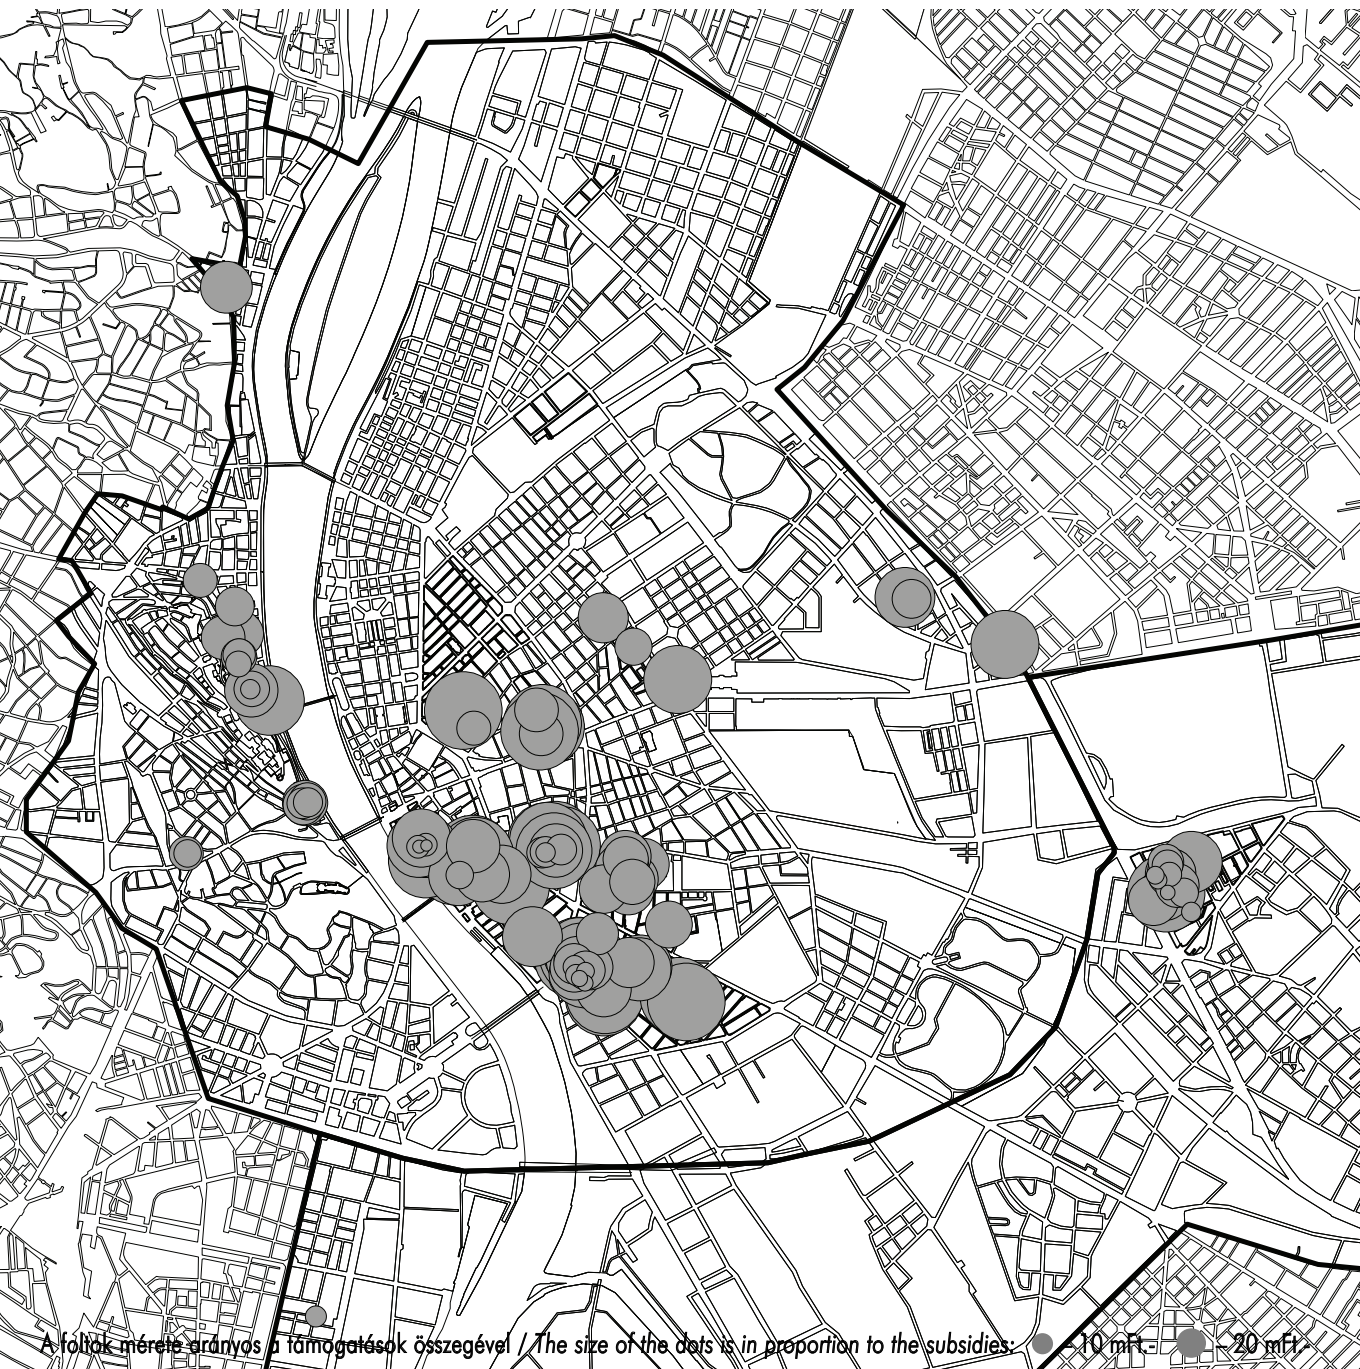 A foltok mérete arányos a támogatások összegével / The size of the dots is in proportion to the subsidies: – 10 mFt.- – 20 mFt.-